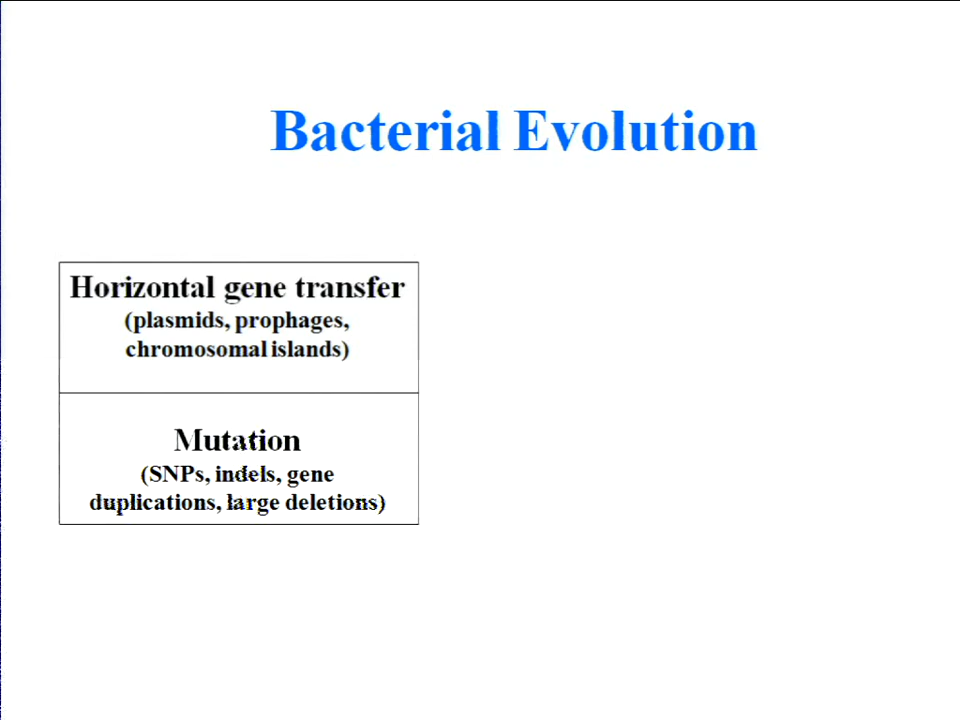 Bacterial Evolution
Horizontal gene transfer
(plasmids, prophages,
chromosomal islands)
Mutation
(SNPs, indels, gene
duplications, large deletions)